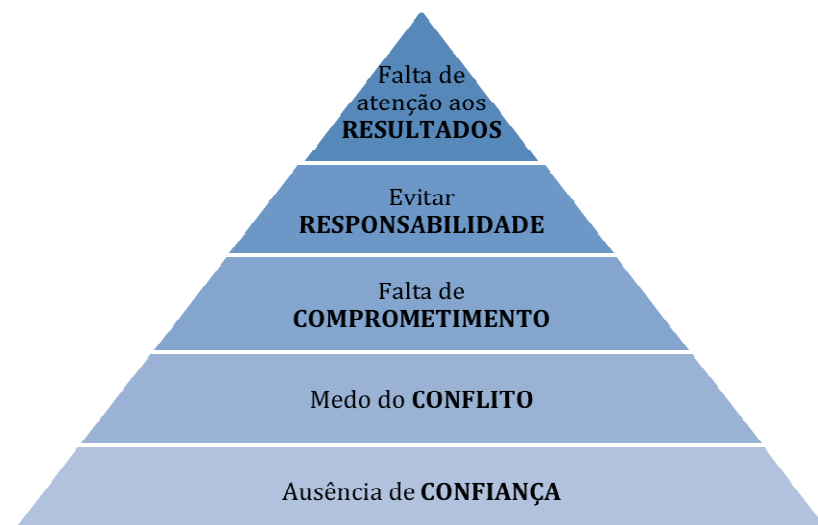 Falta de
atenção aos
RESULTADOS
Evitar
RESPONSABILIDADE
Falta de
COMPROMETIMENTO
Medo do CONFLITO
Ausência de CONFIANÇA